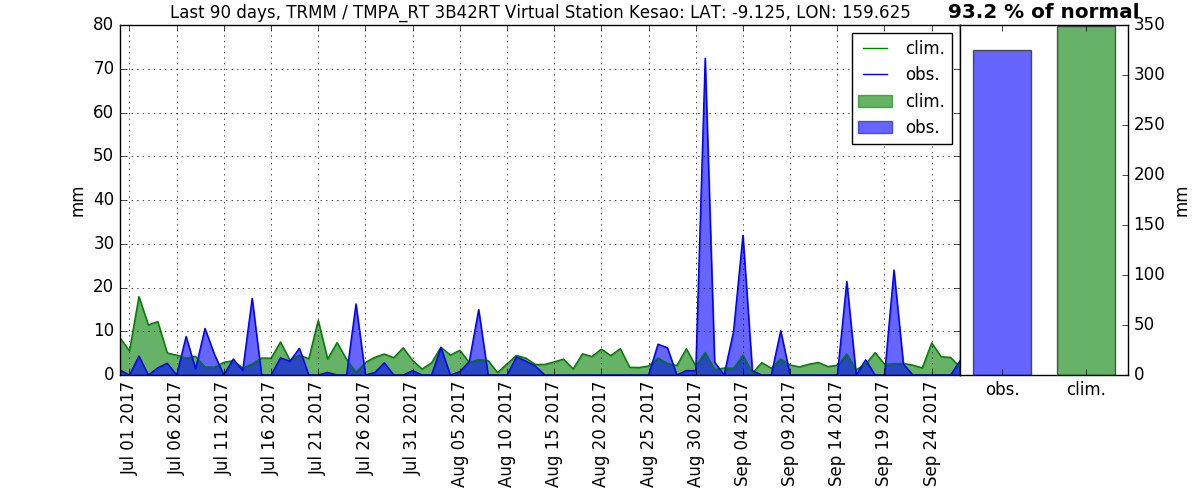 Last 90 days, TRMM / TMPA_RT 3B42RT Virtual Station Kesao: LAT: -9.125, LON: 159.625
93.2 % of normal
80
70
60
50
40
30
20
10
0
mm
clim.
obs.
clim.
obs.
350
300
250
200
150
100
50
0
mm
Jul 01 2017
Jul 06 2017
Jul 11 2017
Jul 16 2017
Jul 21 2017
Jul 26 2017
Jul 31 2017
Aug 05 2017
Aug 10 2017
Aug 15 2017
Aug 20 2017
Aug 25 2017
Aug 30 2017
Sep 04 2017
Sep 09 2017
Sep 14 2017
Sep 19 2017
Sep 24 2017
obs.
clim.